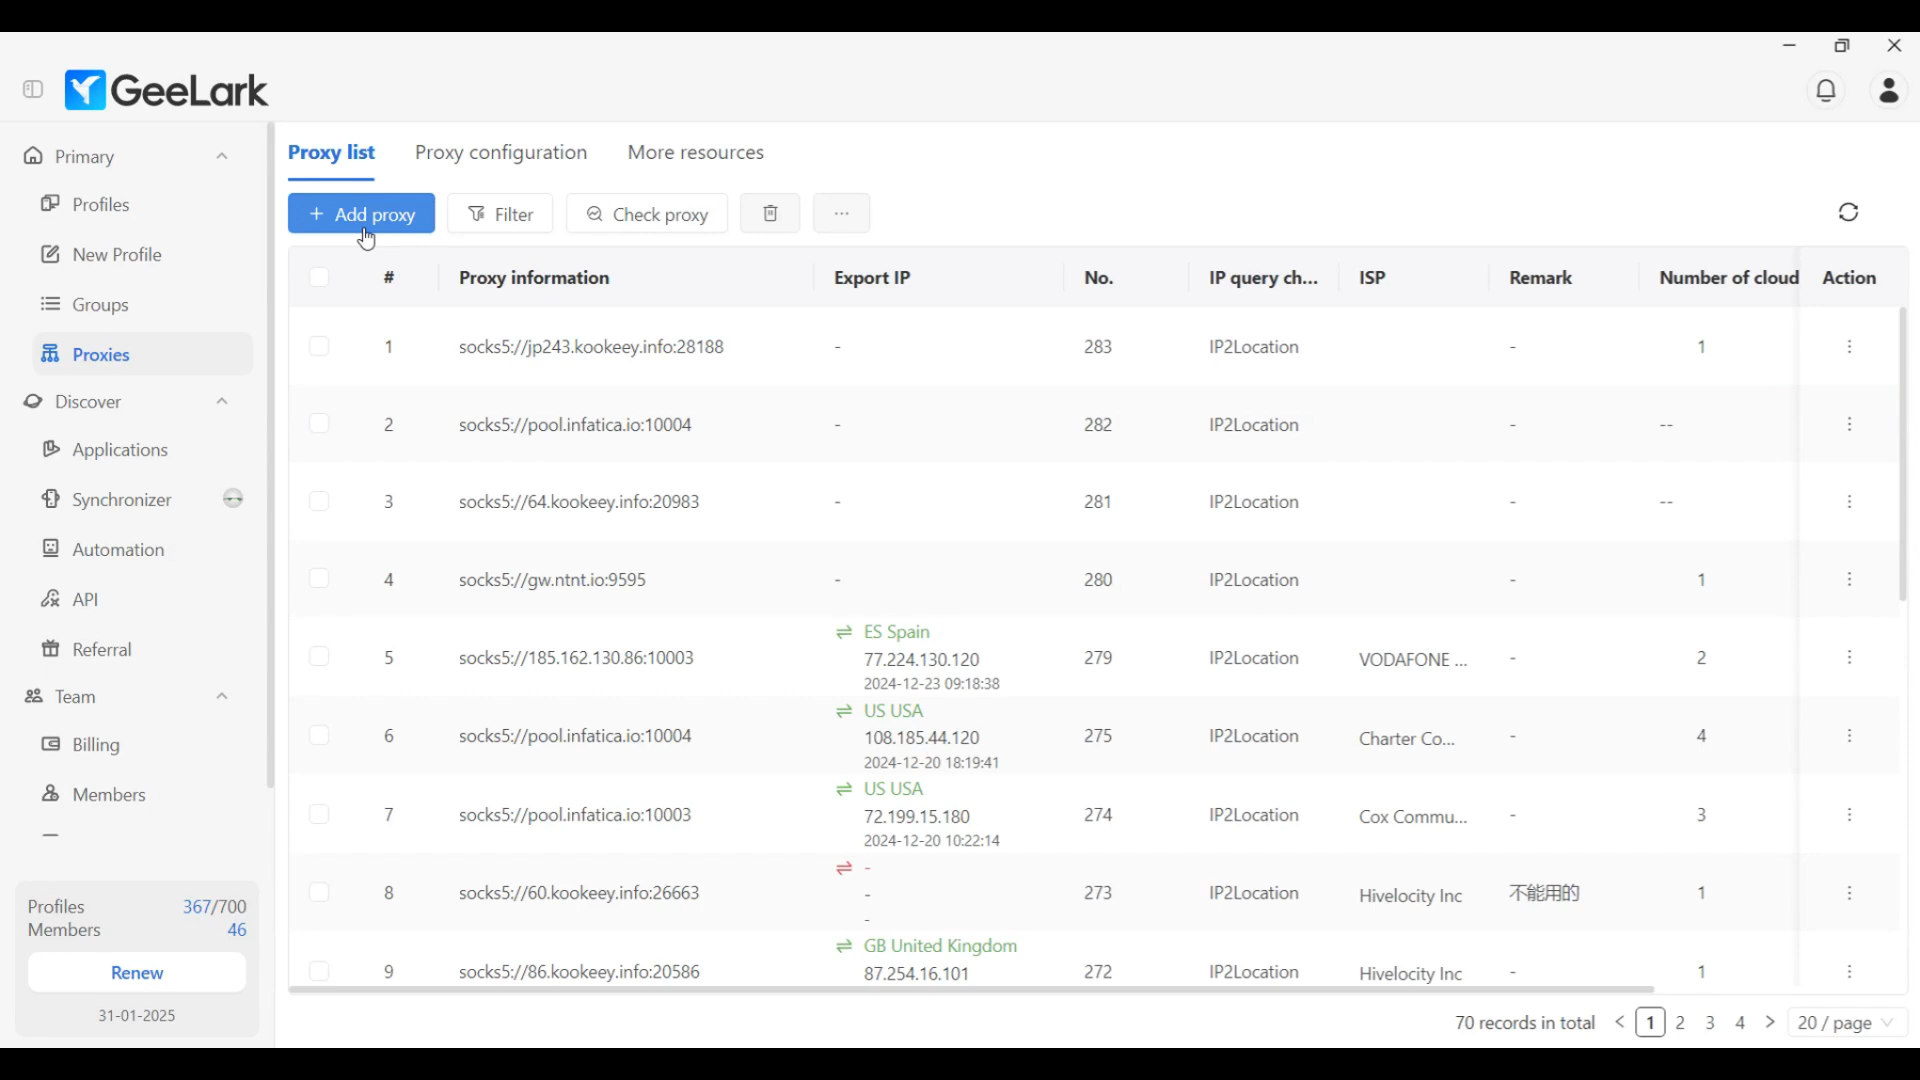 GeeLark
Primary
Profiles
New Profile
Groups
Proxies
Discover
Applications
Synchronizer
Automation
API
Referral
Team
Billing
Members
Profiles 367/700
Members 46
Renew
31-01-2025
Proxy list Proxy configuration More resources
+ Add proxy Filter Check proxy ...
# Proxy information Export IP No. IP query ch... ISP Remark Number of cloud Action
1 socks5://jp243.kookeey.info:28188 - 283 IP2Location - 1
2 socks5://pool.infatica.io:10004 - 282 IP2Location - --
3 socks5://64.kookeey.info:20983 - 281 IP2Location - --
4 socks5://gw.ntnt.io:9595 - 280 IP2Location - 1
ES Spain
5 socks5://185.162.130.86:10003 77.224.130.120 279 IP2Location VODAFONE ... - 2
2024-12-23 09:18:38
US USA
6 socks5://pool.infatica.io:10004 108.185.44.120 275 IP2Location Charter Co... - 4
2024-12-20 18:19:41
US USA
7 socks5://pool.infatica.io:10003 72.199.15.180 274 IP2Location Cox Commu... - 3
2024-12-20 10:22:14
-
8 socks5://60.kookeey.info:26663 - 273 IP2Location Hivelocity Inc 不能用的 1
-
GB United Kingdom
9 socks5://86.kookeey.info:20586 87.254.16.101 272 IP2Location Hivelocity Inc - 1
70 records in total < 1 2 3 4 > 20 / page